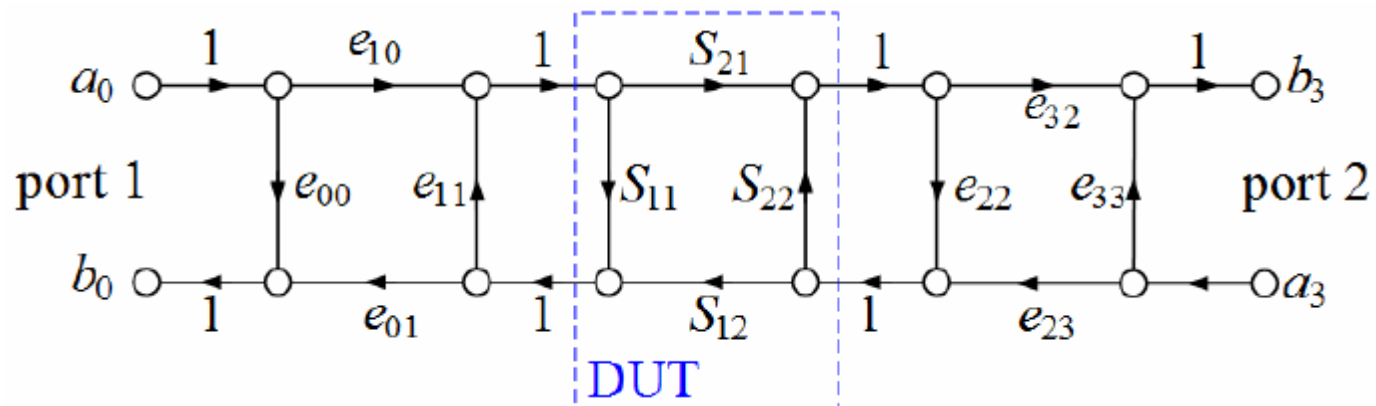 1 e10 1 S21 1 1
a0 b3
e32
port 1 e00 e11 S11 S22 e22 e33 port 2
b0 a3
1 e01 1 S12 1 e23
DUT